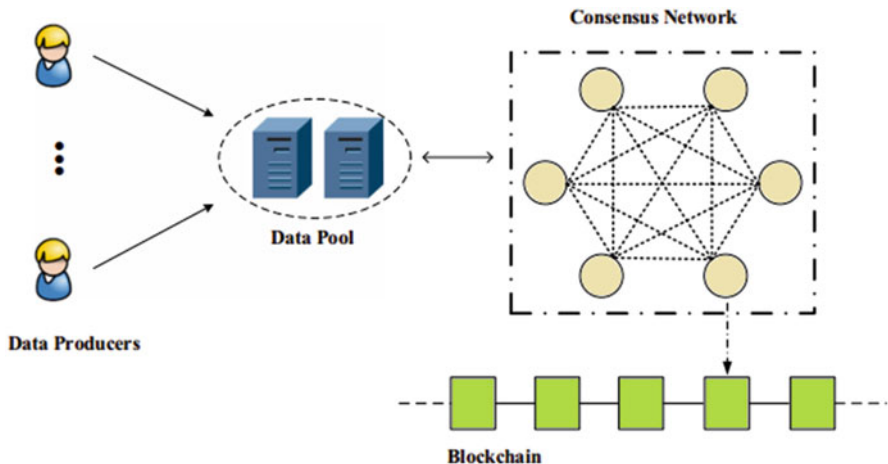 Consensus Network
Data Pool
Data Producers
Blockchain